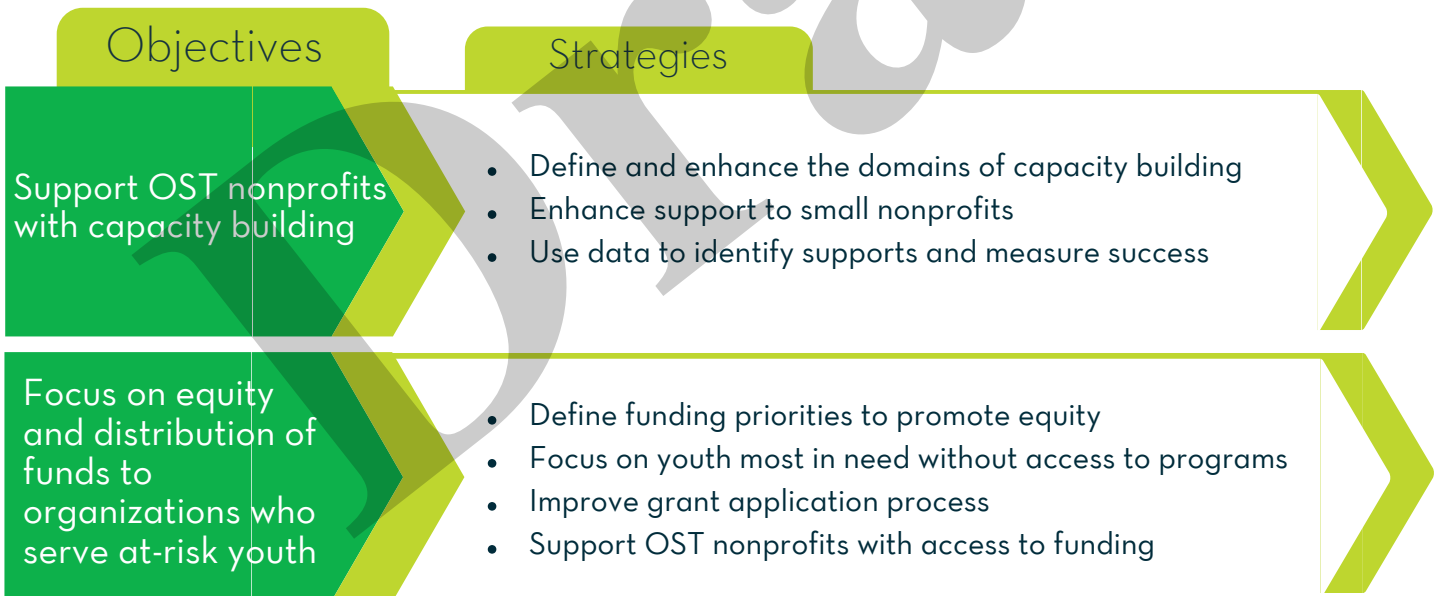 Objectives
Strategies
Support OST nonprofits
with capacity building
• Define and enhance the domains of capacity building
• Enhance support to small nonprofits
• Use data to identify supports and measure success
Focus on equity
and distribution of
funds to
organizations who
serve at-risk youth
• Define funding priorities to promote equity
• Focus on youth most in need without access to programs
• Improve grant application process
• Support OST nonprofits with access to funding